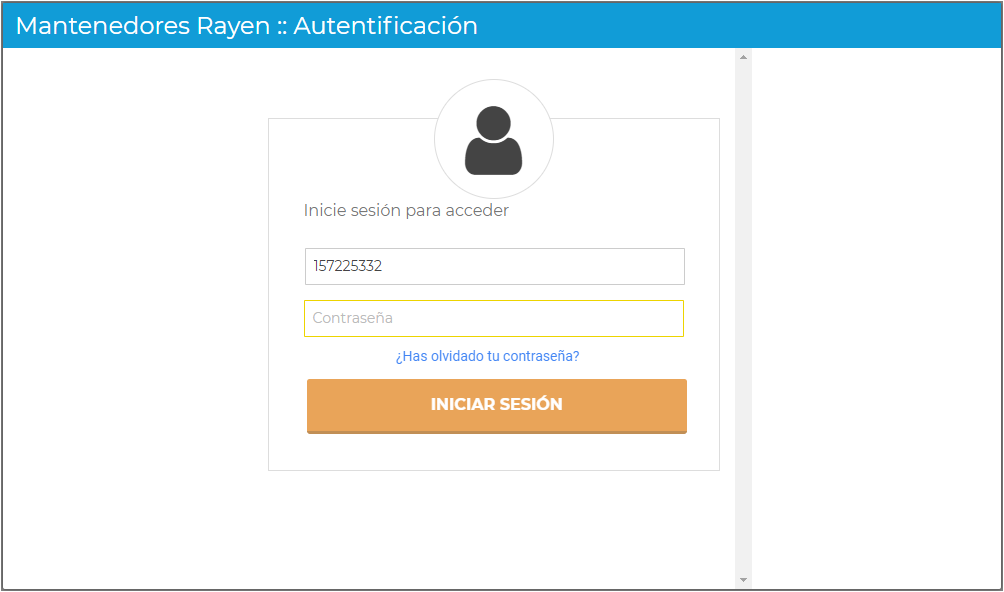 Mantenedores Rayen :: Autentificación
Inicie sesión para acceder
157225332
Contraseña
¿Has olvidado tu contraseña?
INICIAR SESIÓN